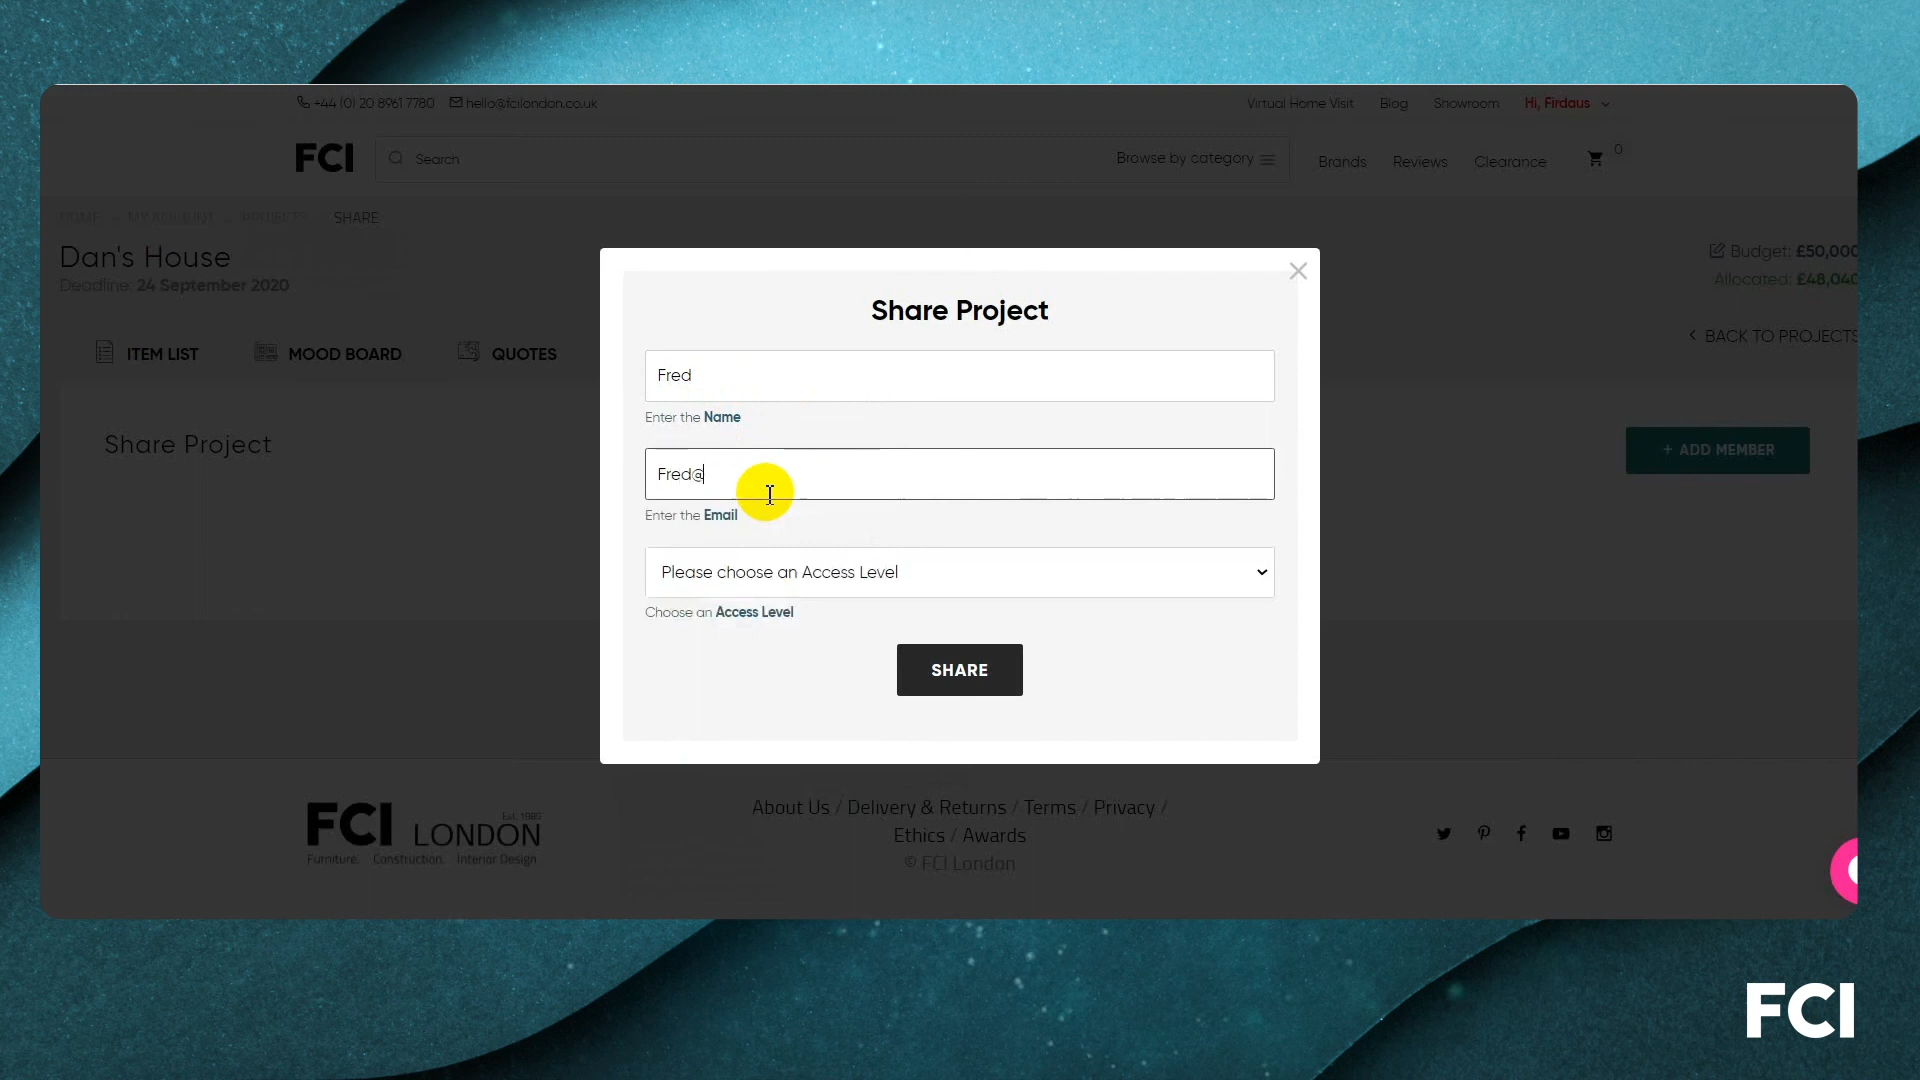 +44 (0) 20 8961 7780 hello@fcilondon.co.uk
Virtual Home Visit Blog Showroom Hi, Firdaus
FCI Search Browse by category Brands Reviews Clearance 0
HOME MY ACCOUNT PROJECTS SHARE
Dan's House
Deadline: 24 September 2020
Budget: £50,000
Allocated: £48,040
BACK TO PROJECTS
ITEM LIST MOOD BOARD QUOTES
Share Project
+ ADD MEMBER
Share Project
Fred
Enter the Name
Fred@
Enter the Email
Please choose an Access Level
Choose an Access Level
SHARE
FCI LONDON
Est. 1985
Furniture. Construction. Interior Design.
About Us / Delivery & Returns / Terms / Privacy /
Ethics / Awards
© FCI London
FCI